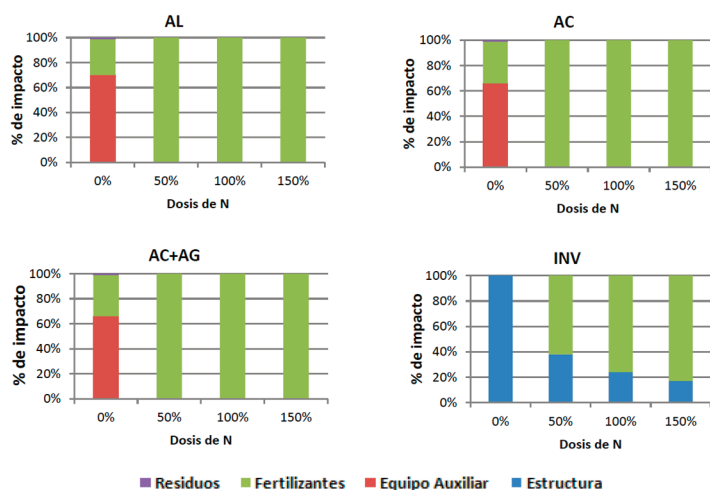 AL
100%
80%
60%
40%
20%
0%
% de impacto
0% 50% 100% 150%
Dosis de N
AC
100%
80%
60%
40%
20%
0%
% de impacto
0% 50% 100% 150%
Dosis de N
AC+AG
100%
80%
60%
40%
20%
0%
% de impacto
0% 50% 100% 150%
Dosis de N
INV
100%
80%
60%
40%
20%
0%
% de impacto
0% 50% 100% 150%
Dosis de N
Residuos Fertilizantes Equipo Auxiliar Estructura